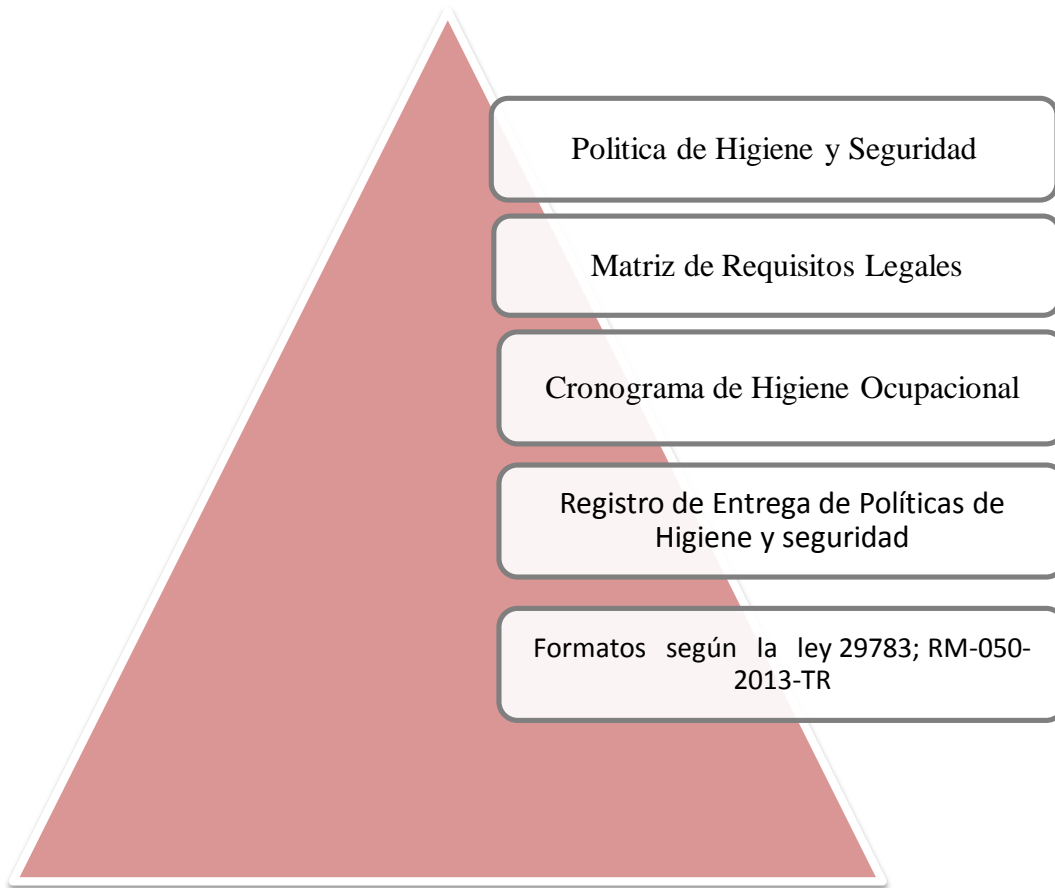 Politica de Higiene y Seguridad
Matriz de Requisitos Legales
Cronograma de Higiene Ocupacional
Registro de Entrega de Políticas de
Higiene y seguridad
Formatos según la ley 29783; RM-050-
2013-TR